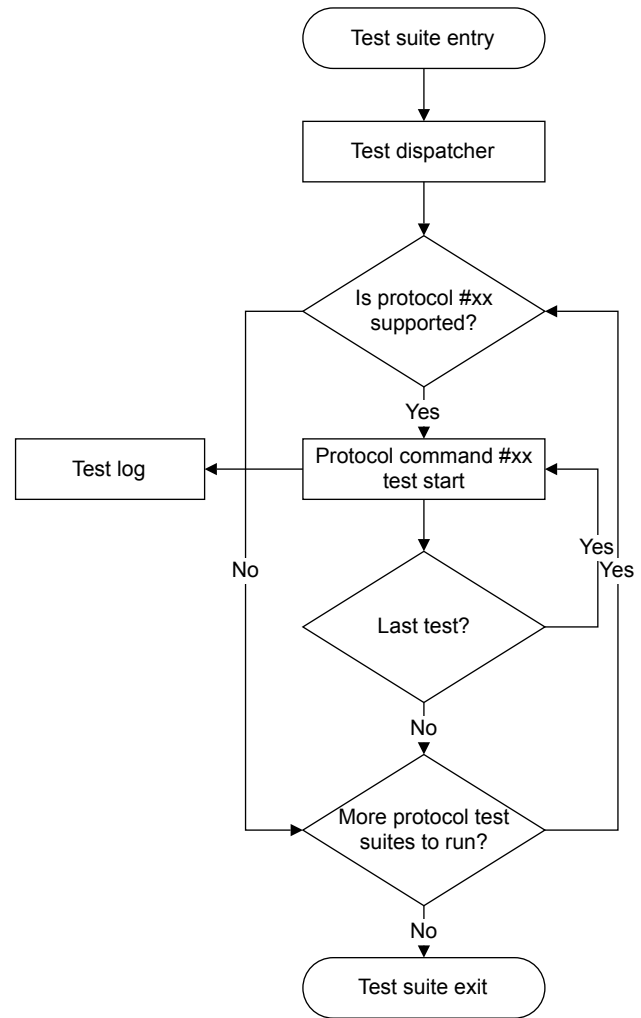 Test suite entry
Test dispatcher
Is protocol #xx
supported?
Yes
Protocol command #xx
test start
Test log
Yes
Yes
No
Last test?
No
More protocol test
suites to run?
No
Test suite exit